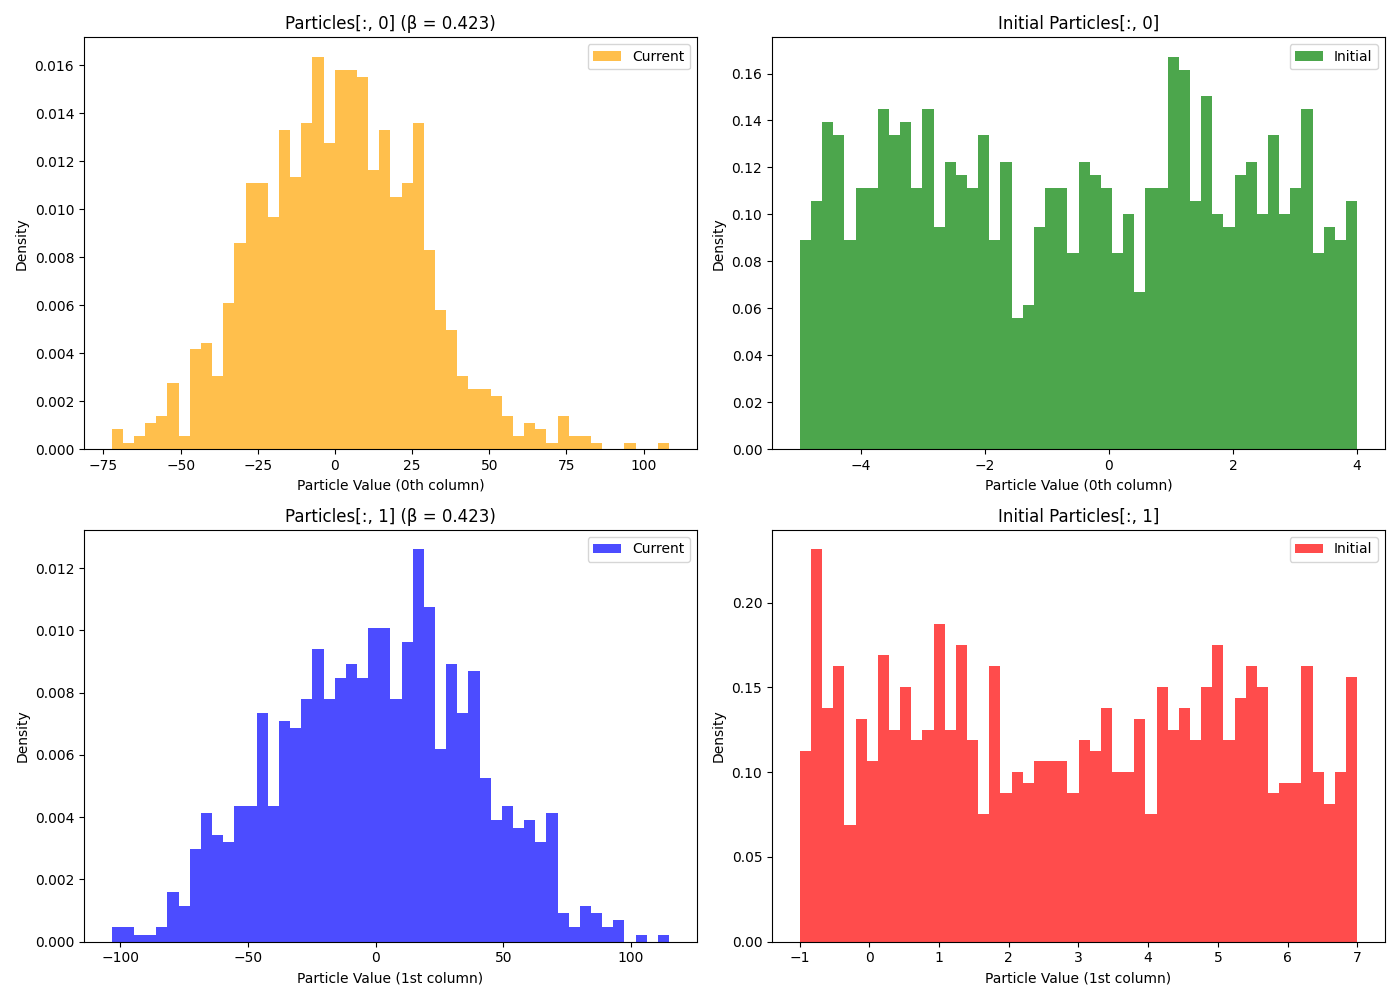 Particles[:, 0] (β = 0.423)
Current
0.016
0.014
0.012
0.010
0.008
0.006
0.004
0.002
0.000
Density
−75 −50 −25 0 25 50 75 100
Particle Value (0th column)
Initial Particles[:, 0]
Initial
0.16
0.14
0.12
0.10
0.08
0.06
0.04
0.02
0.00
Density
−4 −2 0 2 4
Particle Value (0th column)
Particles[:, 1] (β = 0.423)
Current
0.012
0.010
0.008
0.006
0.004
0.002
0.000
Density
−100 −50 0 50 100
Particle Value (1st column)
Initial Particles[:, 1]
Initial
0.20
0.15
0.10
0.05
0.00
Density
−1 0 1 2 3 4 5 6 7
Particle Value (1st column)